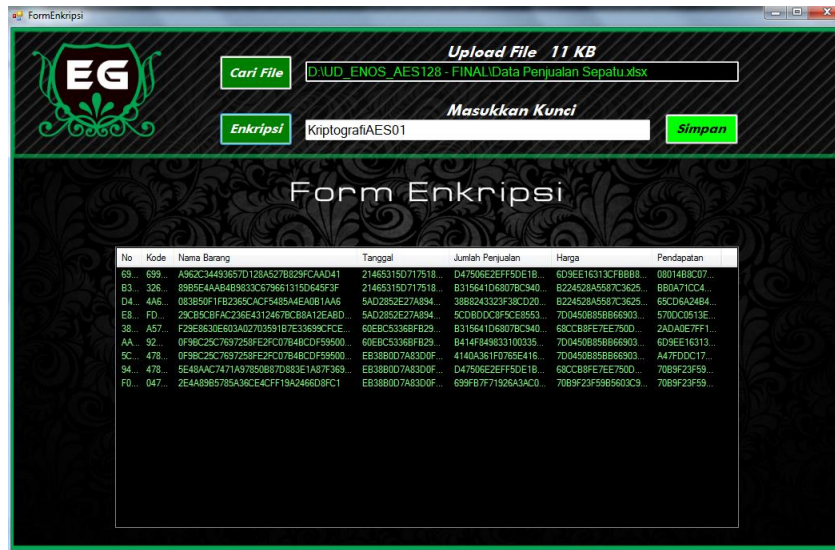 FormEnkripsi
EG
Upload File 11 KB
Cari File
D:\UD_ENOS_AES128 - FINAL\Data Penjualan Sepatu.xlsx
Masukkan Kunci
Enkripsi
KriptografiAES01
Simpan
Form Enkripsi
No Kode Nama Barang Tanggal Jumlah Penjualan Harga Pendapatan
69... 699... A962C34493657D128A527B829FCAAD41 21465315D717518... D47506E2EFF5DE1B... 6D9EE16313CFBBB8... 08014B8C07...
B3... 326... 89B5E4AAB4B9833C679661315D645F3F 21465315D717518... B315641D6807BC940... B224528A5587C3625... BB0A71CC4...
D4... 4A6... 083B50F1FB2365CACF5485A4EA0B1AA6 5AD2852E27A894... 38B8243323F38CD20... B224528A5587C3625... 65CD6A24B4...
E8... FD... 29CB5CBFAC236E4312467BCB8A12EABD... 5AD2852E27A894... 5CDBDDC8F5CE8553... 7D0450B85BB66903... 570DC0513E...
38... A57... F29E8630E603A02703591B7E33699CFCE... 60EBC5336BFB29... B315641D6807BC940... 68CCB8FE7EE750D... 2ADA0E7FF1...
AA... 92... 0F9BC25C7697258FE2FC07B4BCDF59500... 60EBC5336BFB29... B414F849833100335... 7D0450B85BB66903... 6D9EE16313...
5C... 478... 0F9BC25C7697258FE2FC07B4BCDF59500... EB38B0D7A83D0F... 4140A361F0765E416... 7D0450B85BB66903... A47FDDC17...
94... 478... 5E48AAC7471A97850B87D883E1A87F369... EB38B0D7A83D0F... D47506E2EFF5DE1B... 68CCB8FE7EE750D... 70B9F23F59...
F0... 047... 2E4A89B5785A36CE4CFF19A2466D8FC1 EB38B0D7A83D0F... 699FB7F71926A3AC0... 70B9F23F59B5603C9... 70B9F23F59...